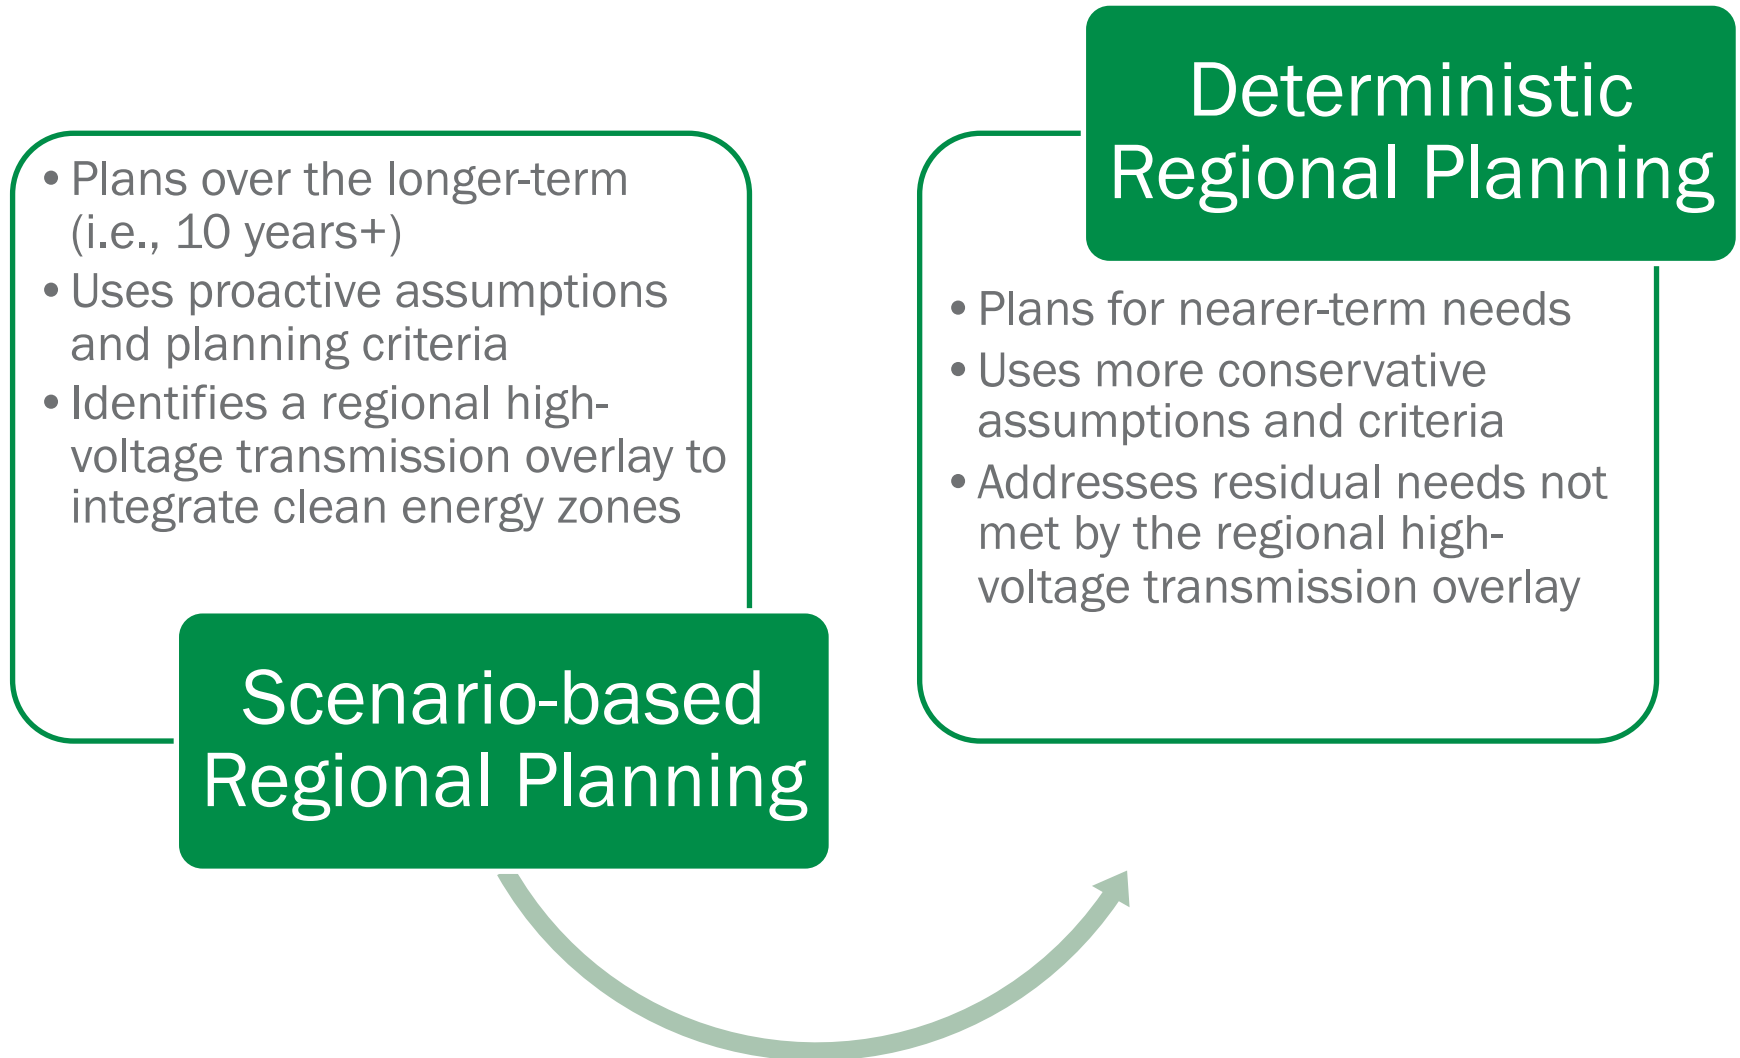 • Plans over the longer-term
(i.e., 10 years+)
• Uses proactive assumptions
and planning criteria
• Identifies a regional high-
voltage transmission overlay to
integrate clean energy zones
Scenario-based
Regional Planning
Deterministic
Regional Planning
• Plans for nearer-term needs
• Uses more conservative
assumptions and criteria
• Addresses residual needs not
met by the regional high-
voltage transmission overlay